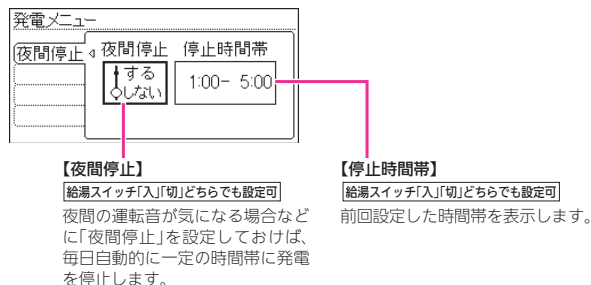 発電メニュー
夜間停止 夜間停止 停止時間帯
する
しない
1:00- 5:00
【夜間停止】
給湯スイッチ「入」「切」どちらでも設定可
夜間の運転音が気になる場合など
に「夜間停止」を設定しておけば、
毎日自動的に一定の時間帯に発電
を停止します。
【停止時間帯】
給湯スイッチ「入」「切」どちらでも設定可
前回設定した時間帯を表示します。